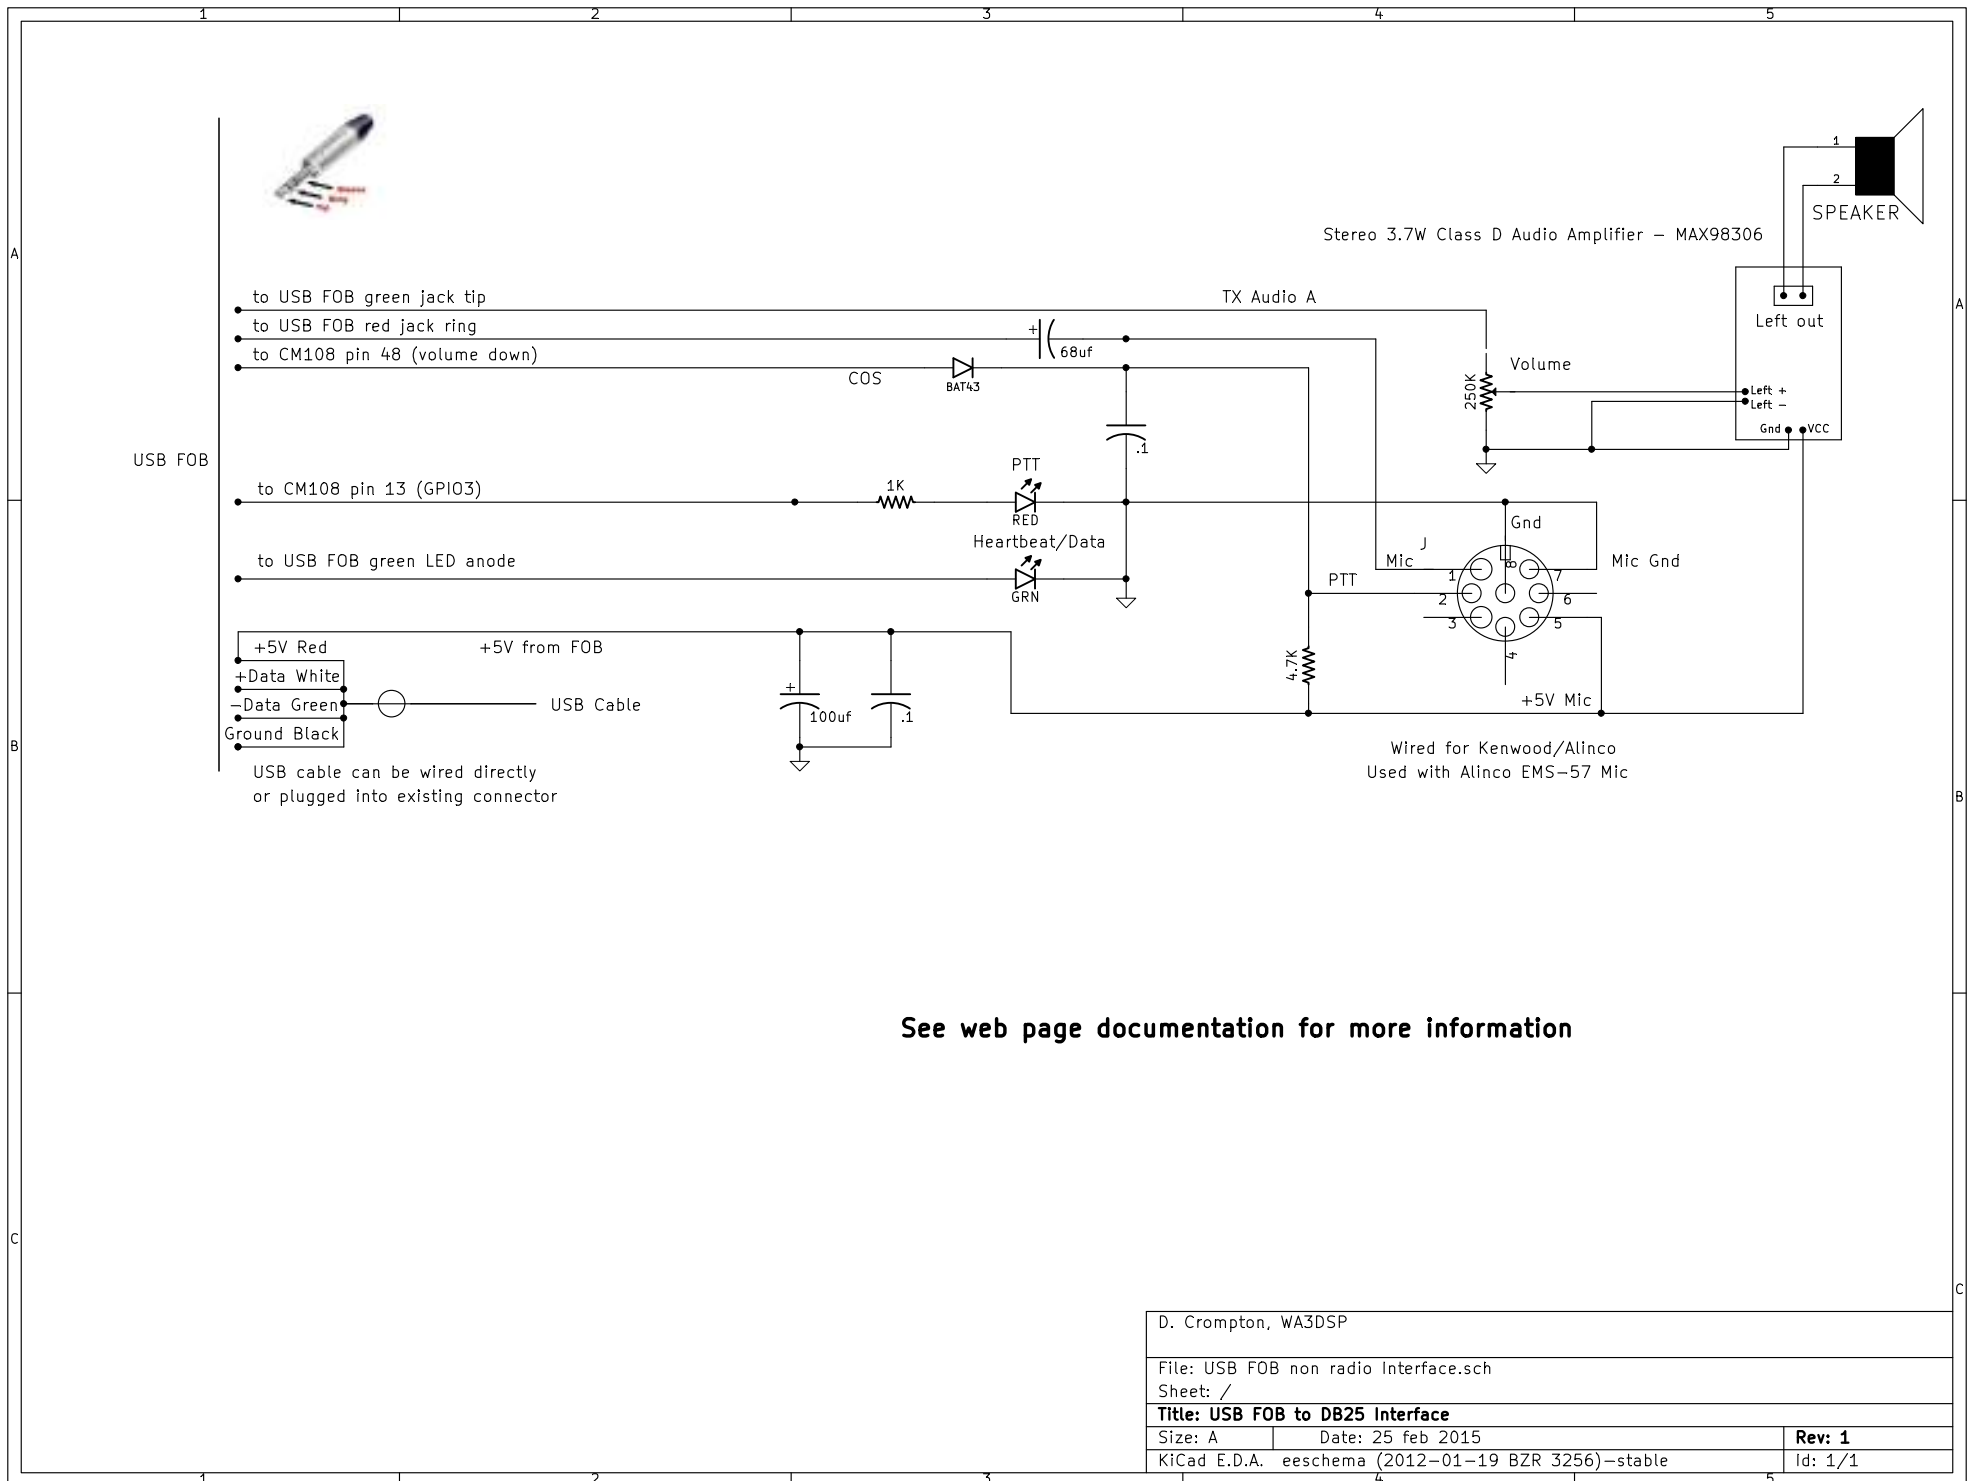 1 2 3 4 5
A
A
B
B
C
C
1
2
SPEAKER
Stereo 3.7W Class D Audio Amplifier – MAX98306
to USB FOB green jack tip
TX Audio A
Left out
to USB FOB red jack ring
+
68uf
to CM108 pin 48 (volume down)
COS
BAT43
Volume
250K
Left +
Left –
Gnd
VCC
.1
USB FOB
PTT
to CM108 pin 13 (GPIO3)
1K
RED
Heartbeat/Data
to USB FOB green LED anode
GRN
Gnd
J
Mic
Mic Gnd
PTT
1
2
3
4
5
6
7
8
+5V Red
+5V from FOB
+Data White
–Data Green
Ground Black
USB Cable
+
100uf
.1
4.7K
+5V Mic
USB cable can be wired directly
or plugged into existing connector
Wired for Kenwood/Alinco
Used with Alinco EMS–57 Mic
See web page documentation for more information
D. Crompton, WA3DSP
File: USB FOB non radio Interface.sch
Sheet: /
Title: USB FOB to DB25 Interface
Size: A
Date: 25 feb 2015
Rev: 1
KiCad E.D.A. eeschema (2012–01–19 BZR 3256)–stable
Id: 1/1
1 2 3 4 5